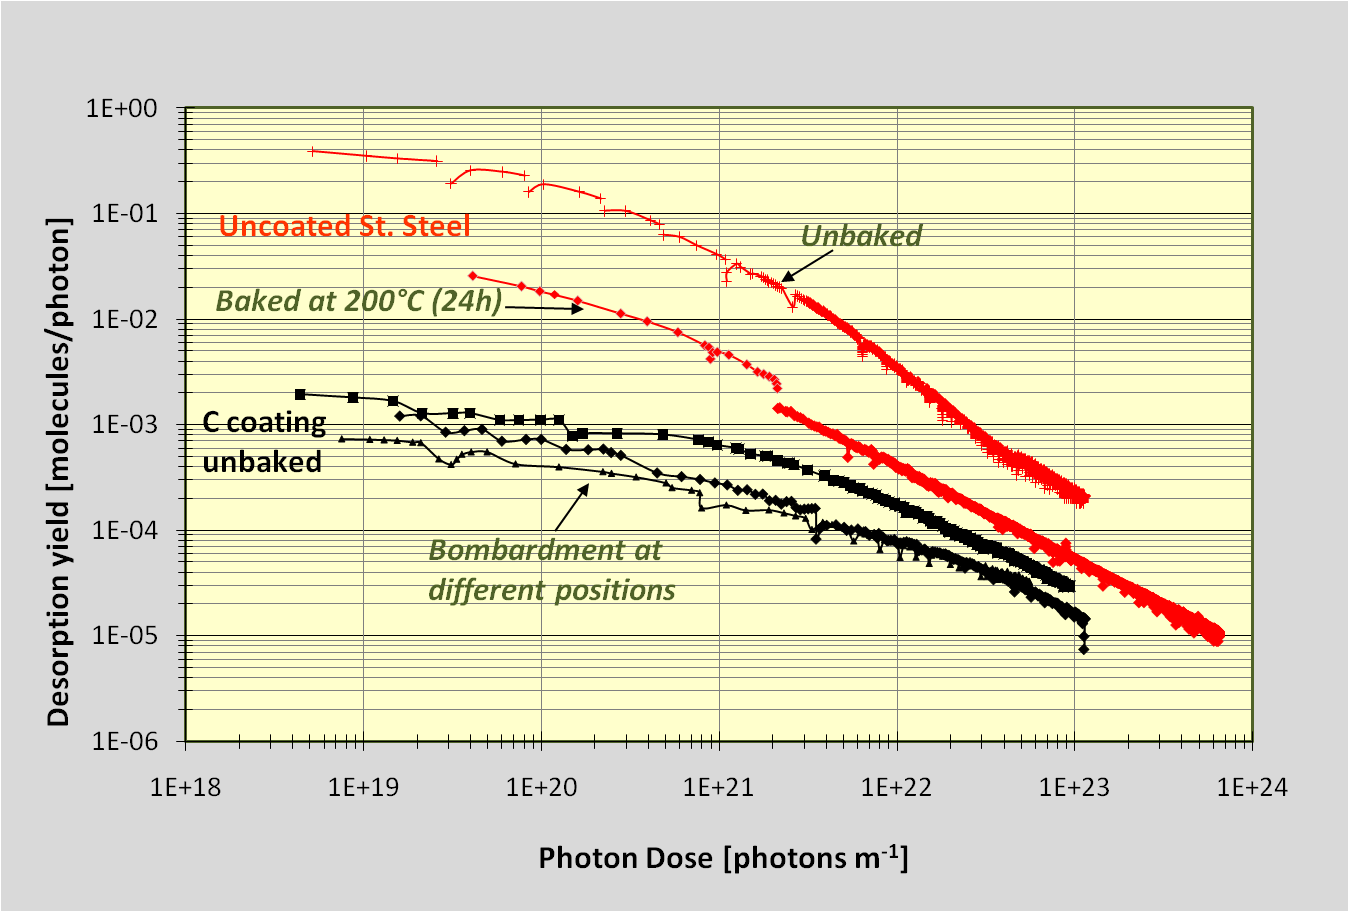 1E+00
1E-01
1E-02
1E-03
1E-04
1E-05
1E-06
Desorption yield [molecules/photon]
Uncoated St. Steel
Unbaked
Baked at 200°C (24h)
C coating
unbaked
Bombardment at
different positions
1E+18 1E+19 1E+20 1E+21 1E+22 1E+23 1E+24
Photon Dose [photons m-1]